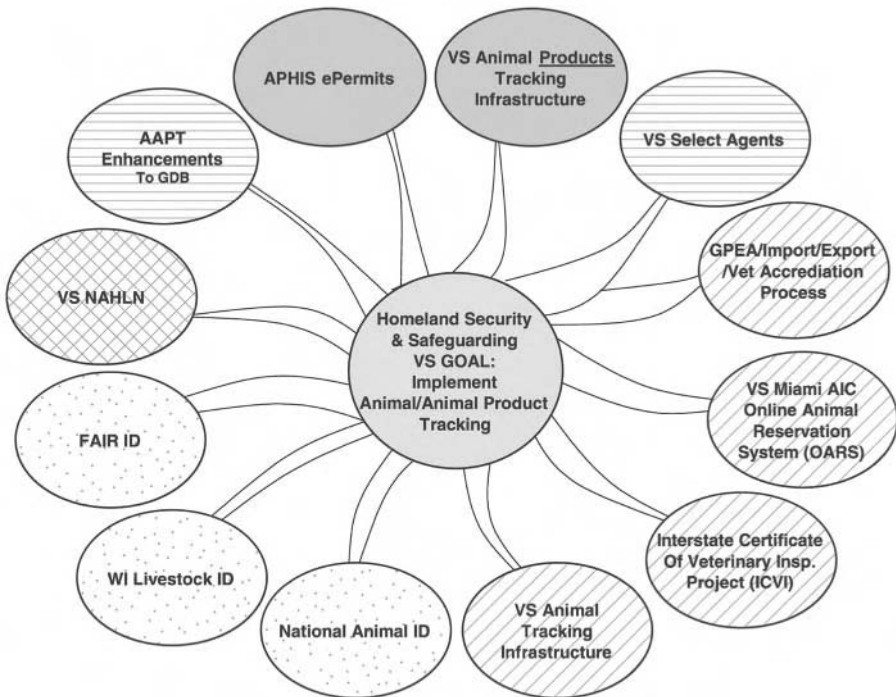 APHIS ePermits
VS Animal Products
Tracking
Infrastructure
AAPT
Enhancements
To GDB
VS Select Agents
GPEA/Import/Export
/Vet Accrediation
Process
VS NAHLN
Homeland Security
& Safeguarding
VS GOAL:
Implement
Animal/Animal Product
Tracking
VS Miami AIC
Online Animal
Reservation
System (OARS)
FAIR ID
Interstate Certificate
Of Veterinary Insp.
Project (ICVI)
WI Livestock ID
National Animal ID
VS Animal
Tracking
Infrastructure